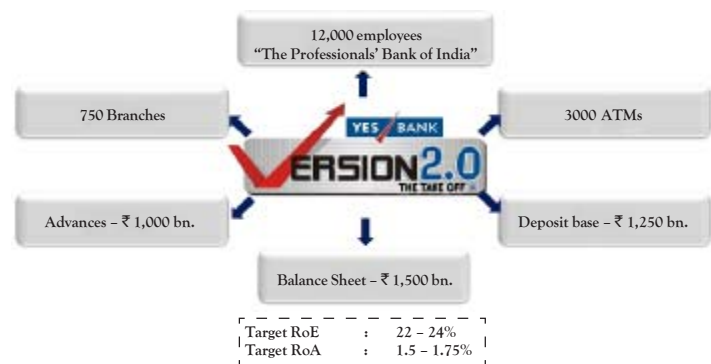 12,000 employees
“The Professionals’ Bank of India”
750 Branches
3000 ATMs
YES BANK
VERSION 2.0
THE TAKE OFF
Advances – ₹ 1,000 bn.
Deposit base – ₹ 1,250 bn.
Balance Sheet – ₹ 1,500 bn.
Target RoE : 22 – 24%
Target RoA : 1.5 – 1.75%